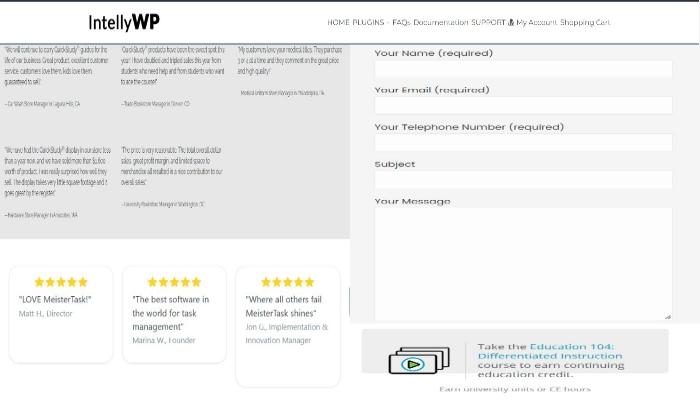 IntellyWP
HOME PLUGINS - FAQs Documentation SUPPORT My Account Shopping Cart
"We will continue to carry QuickStudy® guides for the
life of our business. Great product, excellent customer
service, customers love them, kids love them,
guaranteed to sell."
– Car Wash Store Manager in Laguna Hills, CA
"QuickStudy® products have been the sweet spot this
year! I have doubled and tripled sales this year from
students who need help and from students who want
to ace the course!"
– Trade Bookstore Manager in Denver, CO
"My customers love your medical titles. They purchase
3 or 4 at a time and they comment on the great price
and high quality."
Medical Uniform Store Manager in Philadelphia, PA
"We have had the QuickStudy® display in our store less
than a year now, and we have sold more than $1,600
worth of product. I was really surprised how well they
sell. The display takes very little square footage and it
goes great by the register."
– Hardware Store Manager in Anacortes, WA
"The price is very reasonable. The total overall dollar
sales, great profit margin, and limited space to
merchandise all resulted in a nice contribution to our
overall sales."
– University Bookstore Manager in Washington, DC
Your Name (required)
Your Email (required)
Your Telephone Number (required)
Subject
Your Message
"LOVE MeisterTask!"
Matt H., Director
"The best software in
the world for task
management"
Marina W., Founder
"Where all others fail
MeisterTask shines"
Jon G., Implementation &
Innovation Manager
Take the Education 104:
Differentiated Instruction
course to earn continuing
education credit.
Earn university units or CE hours